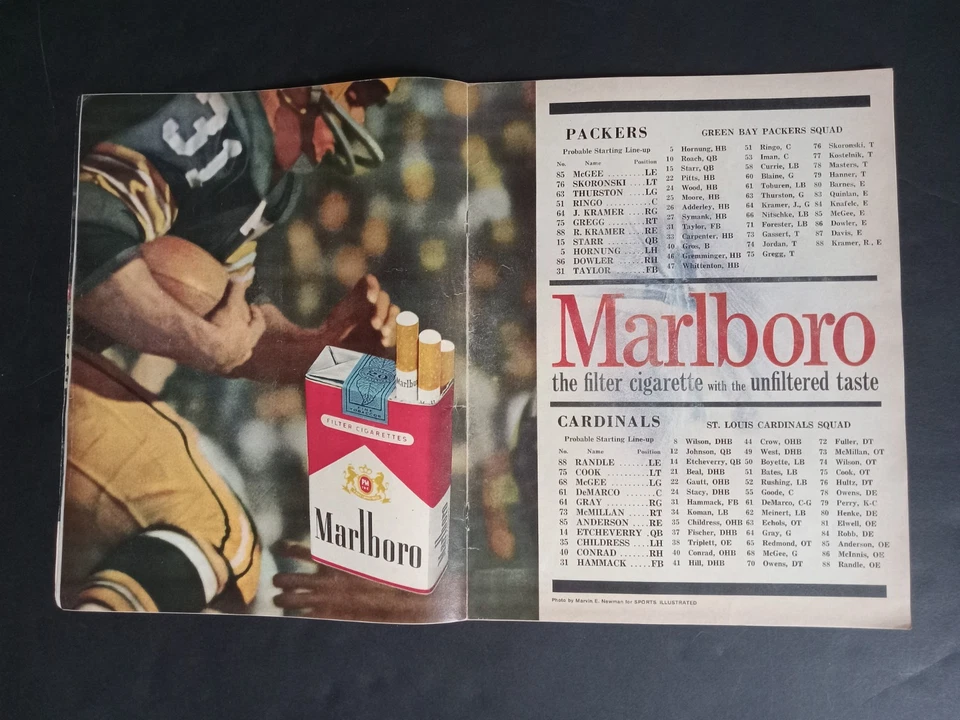 31
FILTER CIGARETTES
PM
Marlboro
Marlboro
PACKERS
Probable Starting Line-up
No. Name Position
85 McGEE ..........LE
76 SKORONSKI ....LT
63 THURSTON .....LG
51 RINGO ...........C
64 J. KRAMER ....RG
75 GREGG .........RT
88 R. KRAMER ....RE
15 STARR ..........QB
5 HORNUNG ......LH
86 DOWLER .......RH
31 TAYLOR .........FB
GREEN BAY PACKERS SQUAD
5 Hornung, HB
10 Roach, QB
15 Starr, QB
22 Pitts, HB
24 Wood, HB
25 Moore, HB
26 Adderley, HB
27 Symank, HB
31 Taylor, FB
33 Carpenter, HB
40 Gros, B
46 Gremminger, HB
47 Whittenton, HB
51 Ringo, C
53 Iman, C
58 Currie, LB
60 Blaine, G
61 Toburen, LB
63 Thurston, G
64 Kramer, J., G
66 Nitschke, LB
71 Forester, LB
73 Gassert, T
74 Jordan, T
75 Gregg, T
76 Skoronski, T
77 Kostelnik, T
78 Masters, T
79 Hanner, T
80 Barnes, E
83 Quinlan, E
84 Knafelc, E
85 McGee, E
86 Dowler, E
87 Davis, E
88 Kramer, R., E
Marlboro
the filter cigarette with the unfiltered taste
CARDINALS
Probable Starting Line-up
No. Name Position
88 RANDLE .......LE
75 COOK ...........LT
68 McGEE .........LG
61 DeMARCO .......C
64 GRAY ...........RG
73 McMILLAN .....RT
85 ANDERSON ....RE
14 ETCHEVERRY .QB
35 CHILDRESS ....LH
40 CONRAD .......RH
31 HAMMACK .....FB
ST. LOUIS CARDINALS SQUAD
8 Wilson, DHB
12 Johnson, QB
14 Etcheverry, QB
21 Beal, DHB
22 Gautt, OHB
24 Stacy, DHB
31 Hammack, FB
34 Koman, LB
35 Childress, OHB
37 Fischer, DHB
38 Triplett, OE
40 Conrad, OHB
41 Hill, DHB
44 Crow, OHB
49 West, DHB
50 Boyette, LB
51 Bates, LB
52 Rushing, LB
55 Goode, C
61 DeMarco, C-G
62 Meinert, LB
63 Echols, OT
64 Gray, G
65 Redmond, OT
68 McGee, G
70 Owens, DT
72 Fuller, DT
73 McMillan, OT
74 Wilson, OT
75 Cook, OT
76 Hultz, DT
78 Owens, DE
79 Perry, K-C
80 Henke, DE
81 Elwell, OE
84 Robb, DE
85 Anderson, OE
86 McInnis, OE
88 Randle, OE
Photo by Marvin E. Newman for SPORTS ILLUSTRATED